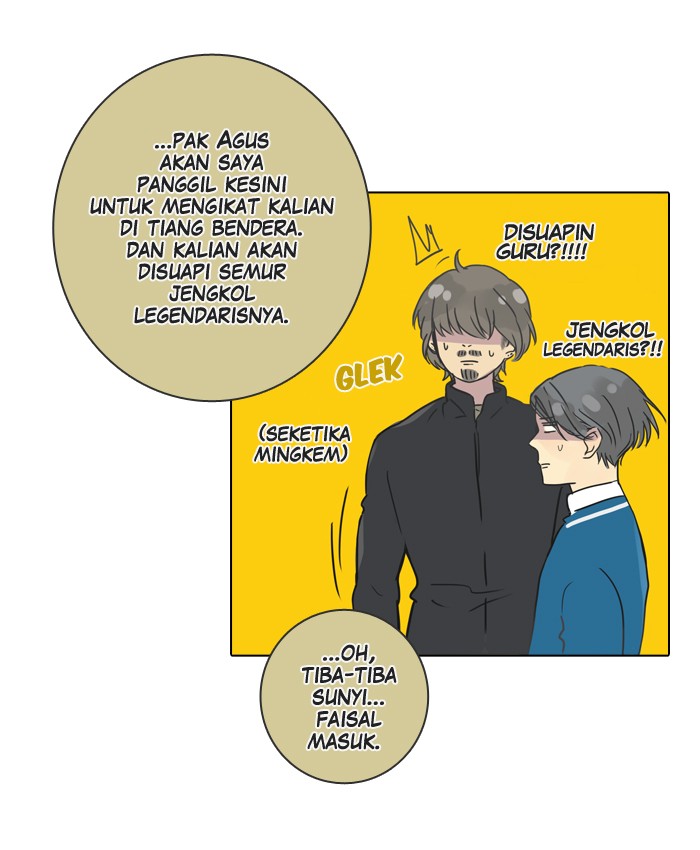 ...PAK AGUS
AKAN SAYA
PANGGIL KESINI
UNTUK MENGIKAT KALIAN
DI TIANG BENDERA.
DAN KALIAN AKAN
DISUAPI SEMUR
JENGKOL
LEGENDARISNYA.
DISUAPIN
GURU?!!!!
JENGKOL
LEGENDARIS?!!
GLEK
(SEKETIKA
MINGKEM)
...OH,
TIBA-TIBA
SUNYI...
FAISAL
MASUK.